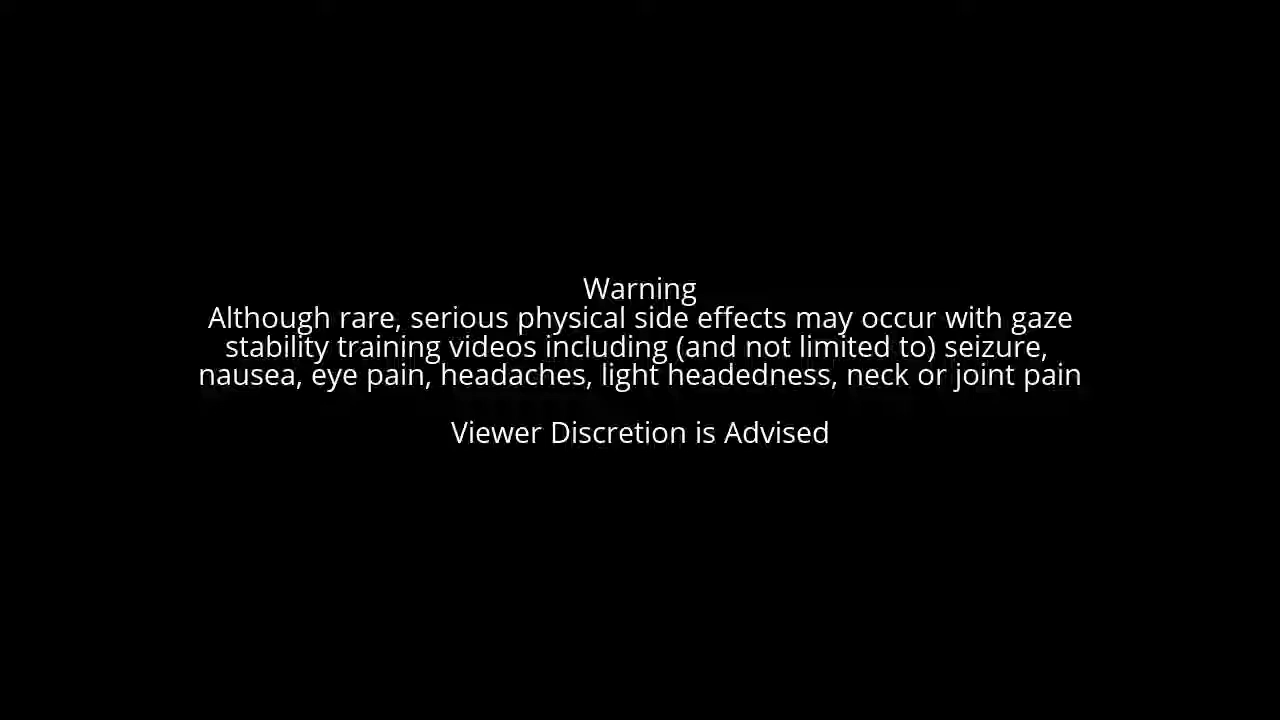 Warning
Although rare, serious physical side effects may occur with gaze
stability training videos including (and not limited to) seizure,
nausea, eye pain, headaches, light headedness, neck or joint pain
Viewer Discretion is Advised